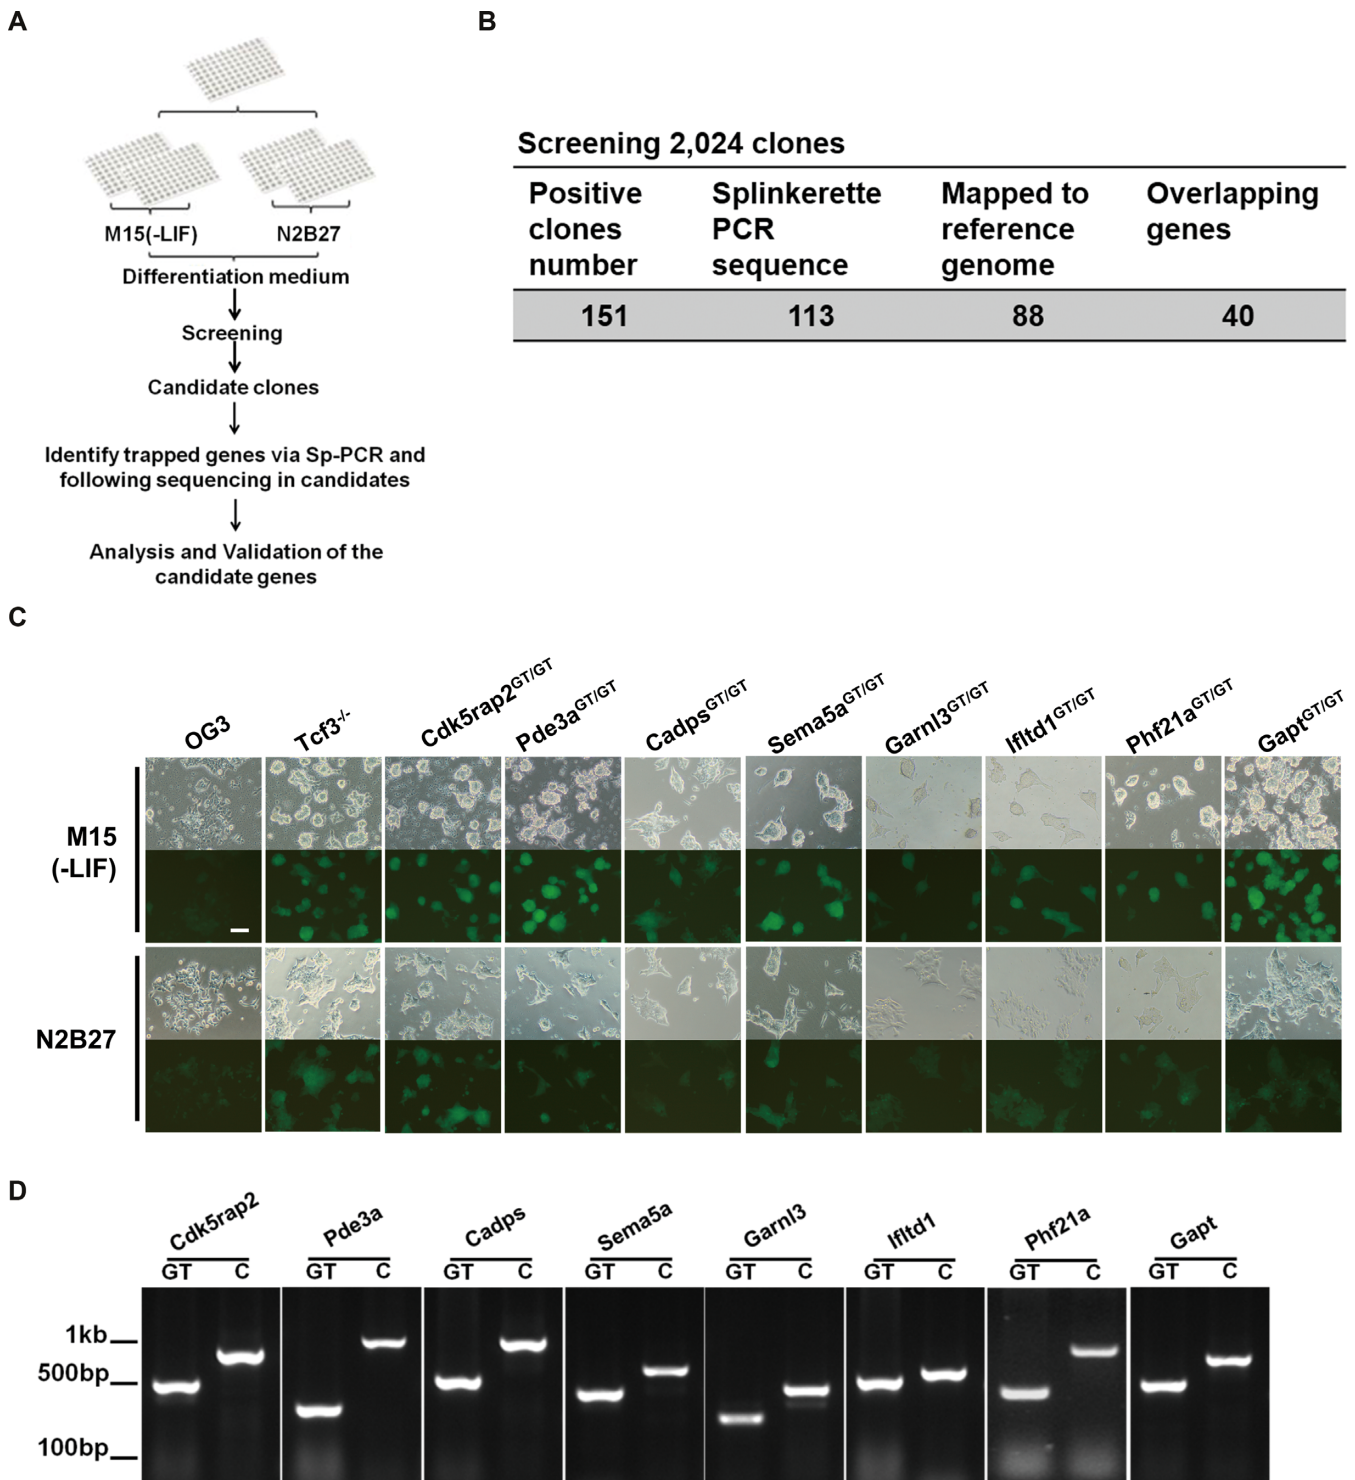 A
M15(-LIF) N2B27
Differentiation medium
Screening
Candidate clones
Identify trapped genes via Sp-PCR and
following sequencing in candidates
Analysis and Validation of the
candidate genes
B
Screening 2,024 clones
Positive clones number
Splinkerette PCR sequence
Mapped to reference genome
Overlapping genes
151 113 88 40
C
OG3 Tcf3-/- Cdk5rap2GT/GT Pde3aGT/GT CadpsGT/GT Sema5aGT/GT Garnl3GT/GT Ifltd1GT/GT Phf21aGT/GT GaptGT/GT
M15
(-LIF)
N2B27
D
Cdk5rap2 Pde3a Cadps Sema5a Garnl3 Ifltd1 Phf21a Gapt
GT C GT C GT C GT C GT C GT C GT C GT C
1kb
500bp
100bp